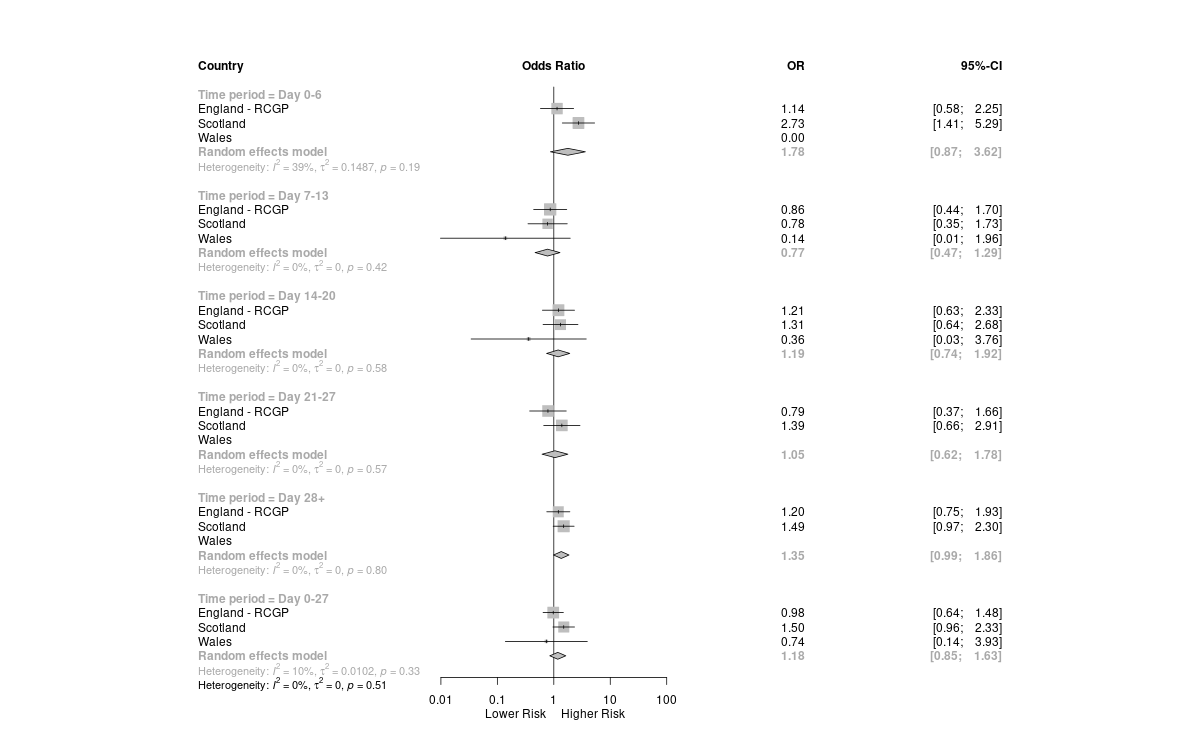 Country Odds Ratio OR 95%-CI
Time period = Day 0-6
England - RCGP 1.14 [0.58; 2.25]
Scotland 2.73 [1.41; 5.29]
Wales 0.00
Random effects model 1.78 [0.87; 3.62]
Heterogeneity: I² = 39%, τ² = 0.1487, p = 0.19
Time period = Day 7-13
England - RCGP 0.86 [0.44; 1.70]
Scotland 0.78 [0.35; 1.73]
Wales 0.14 [0.01; 1.96]
Random effects model 0.77 [0.47; 1.29]
Heterogeneity: I² = 0%, τ² = 0, p = 0.42
Time period = Day 14-20
England - RCGP 1.21 [0.63; 2.33]
Scotland 1.31 [0.64; 2.68]
Wales 0.36 [0.03; 3.76]
Random effects model 1.19 [0.74; 1.92]
Heterogeneity: I² = 0%, τ² = 0, p = 0.58
Time period = Day 21-27
England - RCGP 0.79 [0.37; 1.66]
Scotland 1.39 [0.66; 2.91]
Wales
Random effects model 1.05 [0.62; 1.78]
Heterogeneity: I² = 0%, τ² = 0, p = 0.57
Time period = Day 28+
England - RCGP 1.20 [0.75; 1.93]
Scotland 1.49 [0.97; 2.30]
Wales
Random effects model 1.35 [0.99; 1.86]
Heterogeneity: I² = 0%, τ² = 0, p = 0.80
Time period = Day 0-27
England - RCGP 0.98 [0.64; 1.48]
Scotland 1.50 [0.96; 2.33]
Wales 0.74 [0.14; 3.93]
Random effects model 1.18 [0.85; 1.63]
Heterogeneity: I² = 10%, τ² = 0.0102, p = 0.33
Heterogeneity: I² = 0%, τ² = 0, p = 0.51
0.01 0.1 1 10 100
Lower Risk Higher Risk